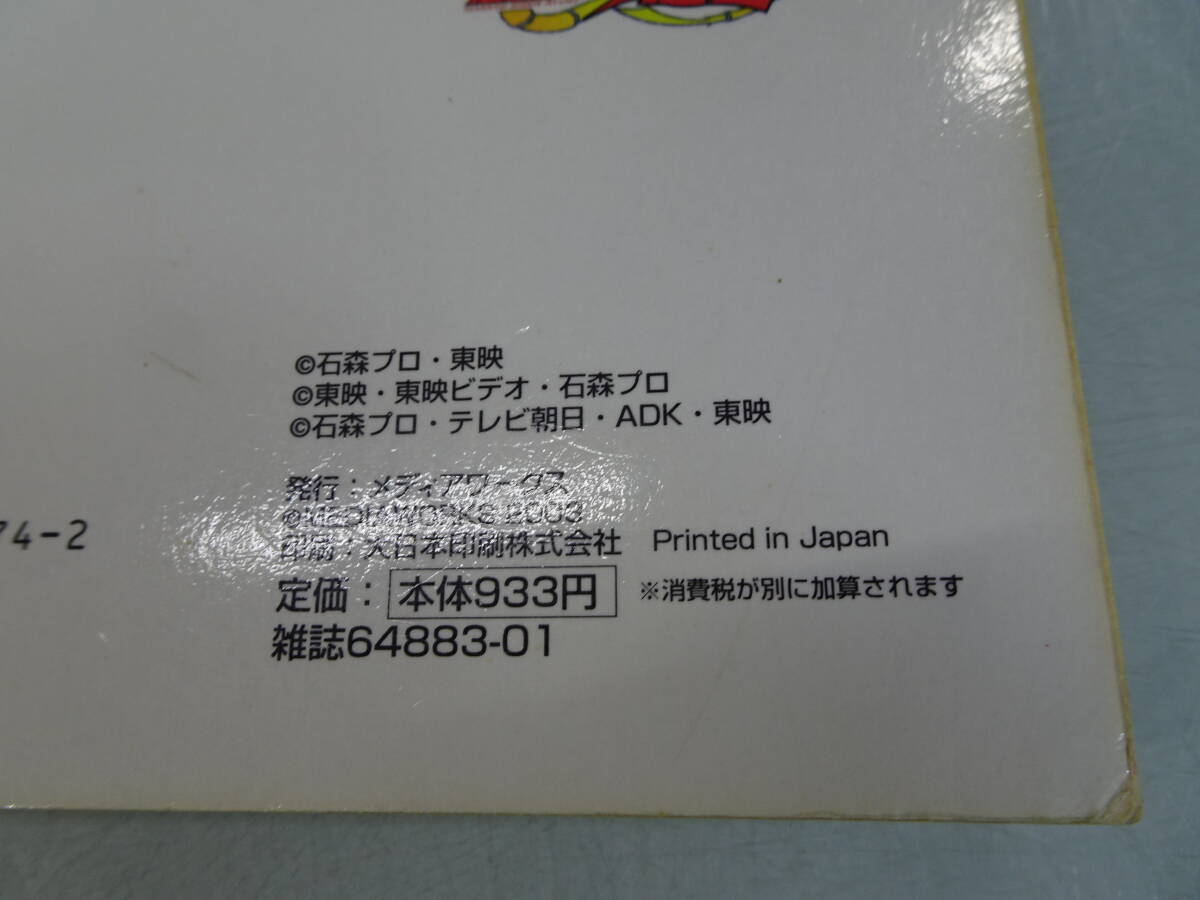 ©石森プロ・東映
©東映・東映ビデオ・石森プロ
©石森プロ・テレビ朝日・ADK・東映
発行：メディアワークス
©MEDIA WORKS 2003
74-2
印刷：大日本印刷株式会社 Printed in Japan
定価： 本体933円 ※消費税が別に加算されます
雑誌64883-01